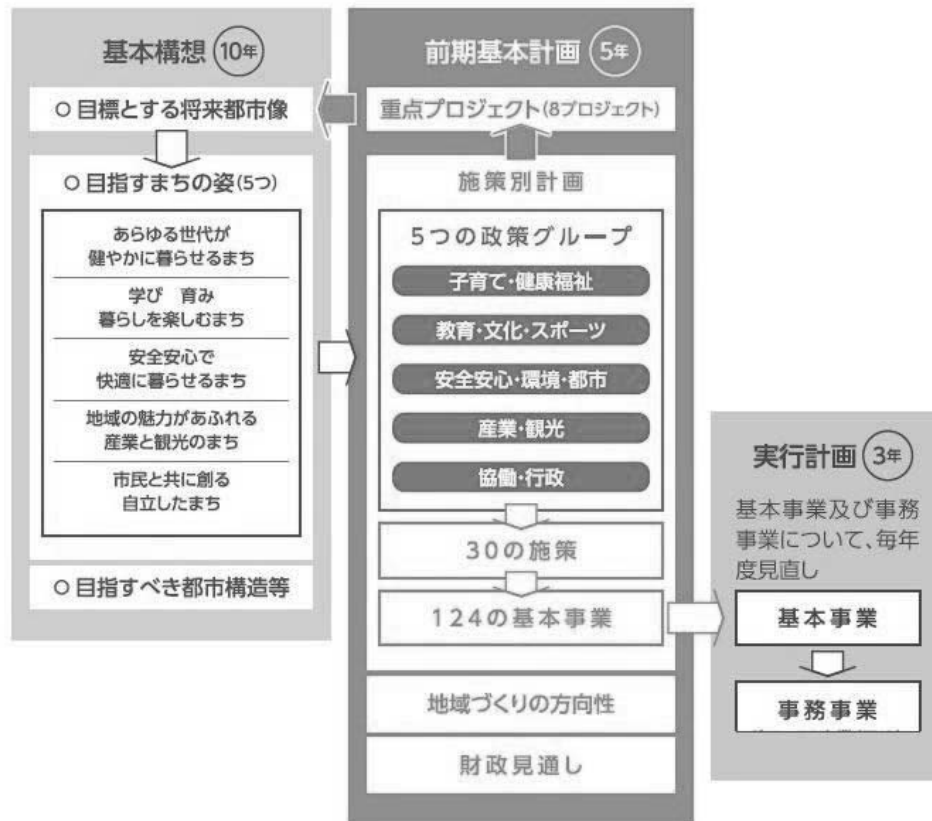 基本構想 10年
○ 目標とする将来都市像
○ 目指すまちの姿(5つ)
あらゆる世代が
健やかに暮らせるまち
学び 育み
暮らしを楽しむまち
安全安心で
快適に暮らせるまち
地域の魅力があふれる
産業と観光のまち
市民と共に創る
自立したまち
○ 目指すべき都市構造等
前期基本計画 5年
重点プロジェクト(8プロジェクト)
施策別計画
5つの政策グループ
子育て・健康福祉
教育・文化・スポーツ
安全安心・環境・都市
産業・観光
協働・行政
30の施策
124の基本事業
地域づくりの方向性
財政見通し
実行計画 3年
基本事業及び事務
事業について、毎年
度見直し
基本事業
事務事業